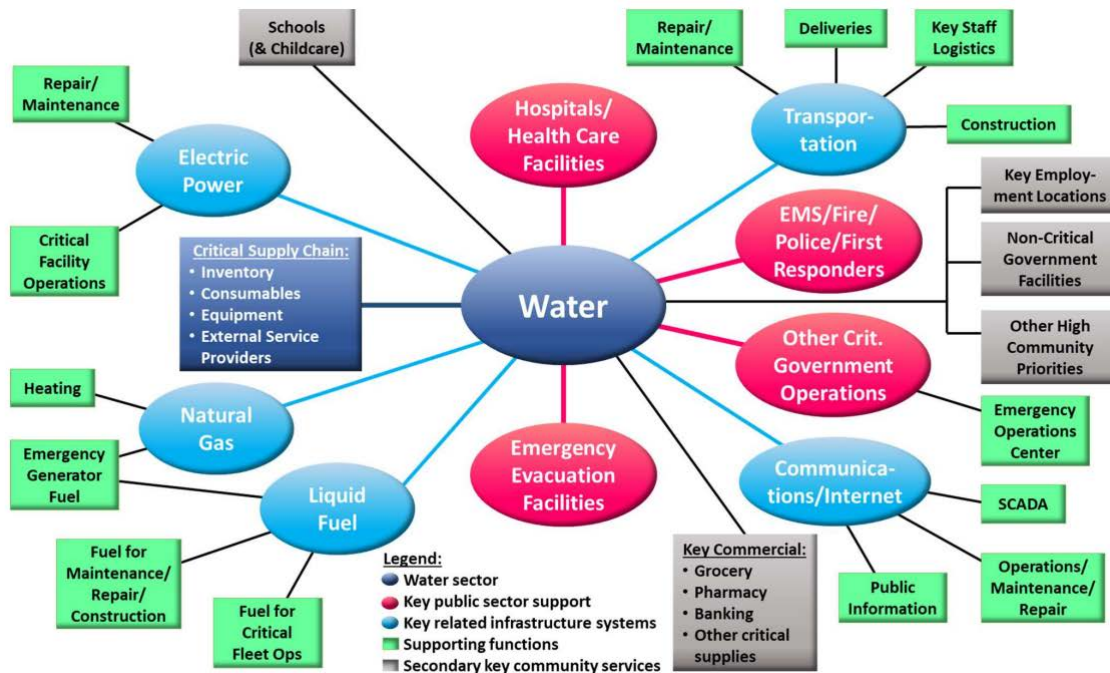 Schools
(& Childcare)
Repair/
Maintenance
Deliveries
Key Staff
Logistics
Repair/
Maintenance
Hospitals/
Health Care
Facilities
Transpor-
tation
Construction
Electric
Power
Key Employ-
ment Locations
EMS/Fire/
Police/First
Responders
Critical
Facility
Operations
Critical Supply Chain:
• Inventory
• Consumables
• Equipment
• External Service
Providers
Water
Non-Critical
Government
Facilities
Other Crit.
Government
Operations
Other High
Community
Priorities
Heating
Natural
Gas
Emergency
Generator
Fuel
Emergency
Evacuation
Facilities
Emergency
Operations
Center
Communica-
tions/Internet
Liquid
Fuel
SCADA
Fuel for
Maintenance/
Repair/
Construction
Fuel for
Critical
Fleet Ops
Legend:
Water sector
Key public sector support
Key related infrastructure systems
Supporting functions
Secondary key community services
Key Commercial:
• Grocery
• Pharmacy
• Banking
• Other critical
supplies
Public
Information
Operations/
Maintenance/
Repair